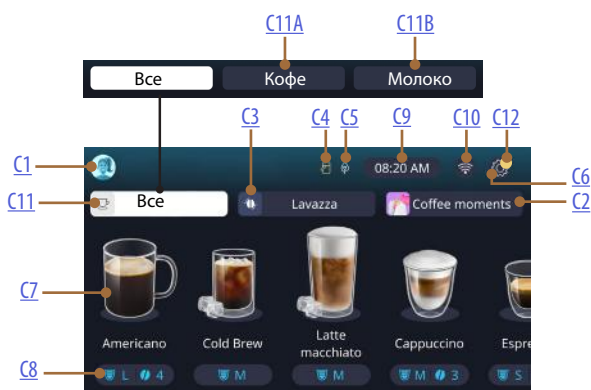 C11A C11B
Все Кофе Молоко
C3 C4 C5 C9 C10 C12
C1 08:20 AM C6
C11 Все Lavazza Coffee moments C2
C7
Americano Cold Brew Latte macchiato Cappuccino Espre
C8 L 4 M M M 3 S